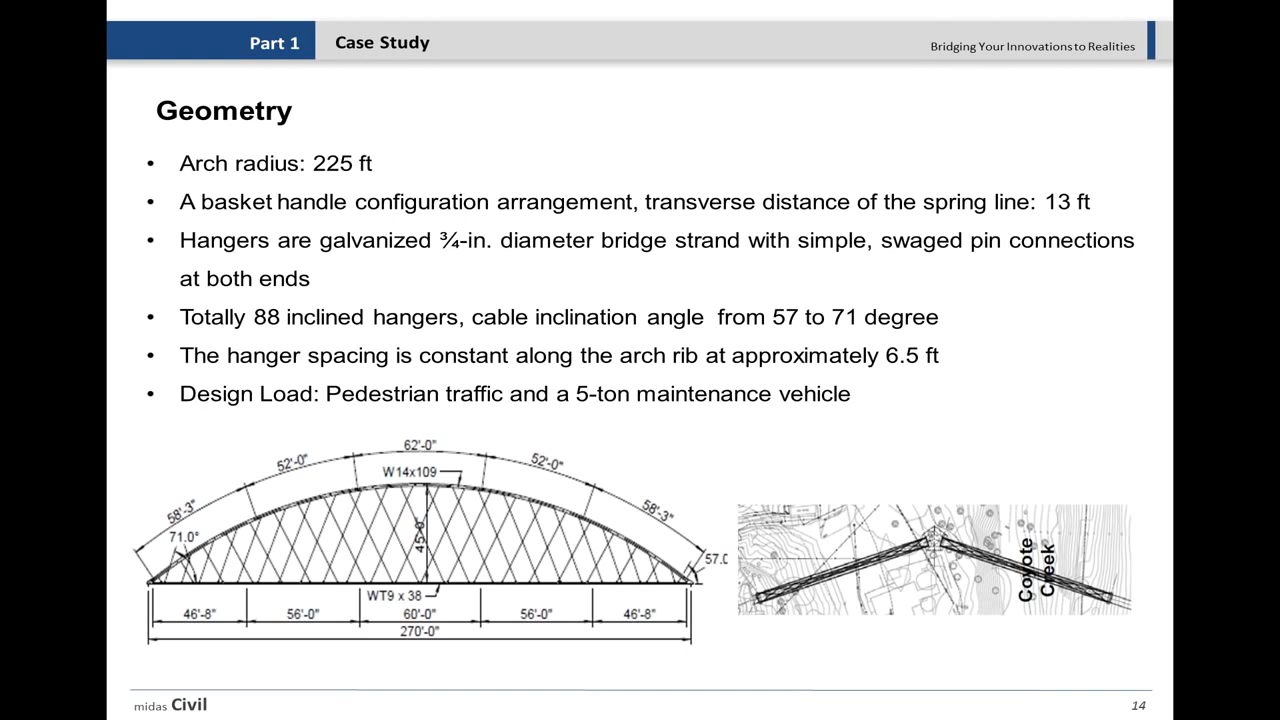 Part 1
Case Study
Bridging Your Innovations to Realities
Geometry
• Arch radius: 225 ft
• A basket handle configuration arrangement, transverse distance of the spring line: 13 ft
• Hangers are galvanized ¾-in. diameter bridge strand with simple, swaged pin connections
at both ends
• Totally 88 inclined hangers, cable inclination angle from 57 to 71 degree
• The hanger spacing is constant along the arch rib at approximately 6.5 ft
• Design Load: Pedestrian traffic and a 5-ton maintenance vehicle
62'-0"
52'-0"
52'-0"
W14x109
58'-3"
58'-3"
71.0°
45'-0"
57.0
WT9 x 38
46'-8"
56'-0"
60'-0"
56'-0"
46'-8"
270'-0"
Coyote
Creek
midas Civil
14